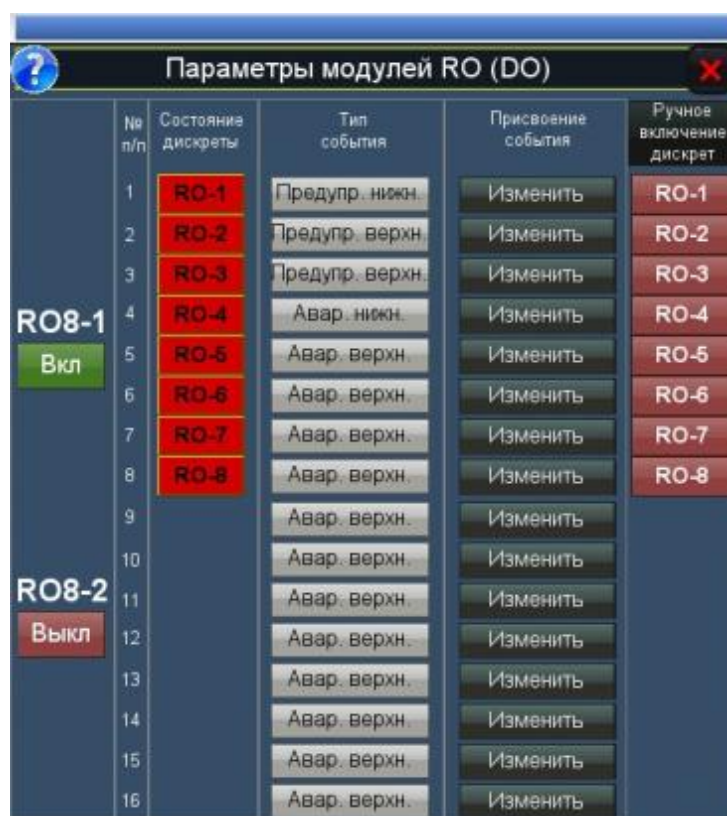 ?
Параметры модулей RO (DO)
№ п/п
Состояние дискреты
Тип события
Присвоение события
Ручное включение дискрет
RO8-1
Вкл
1 RO-1 Предупр. нижн. Изменить RO-1
2 RO-2 Предупр. верхн. Изменить RO-2
3 RO-3 Предупр. верхн. Изменить RO-3
4 RO-4 Авар. нижн. Изменить RO-4
5 RO-5 Авар. верхн. Изменить RO-5
6 RO-6 Авар. верхн. Изменить RO-6
7 RO-7 Авар. верхн. Изменить RO-7
8 RO-8 Авар. верхн. Изменить RO-8
RO8-2
Выкл
9 Авар. верхн. Изменить
10 Авар. верхн. Изменить
11 Авар. верхн. Изменить
12 Авар. верхн. Изменить
13 Авар. верхн. Изменить
14 Авар. верхн. Изменить
15 Авар. верхн. Изменить
16 Авар. верхн. Изменить